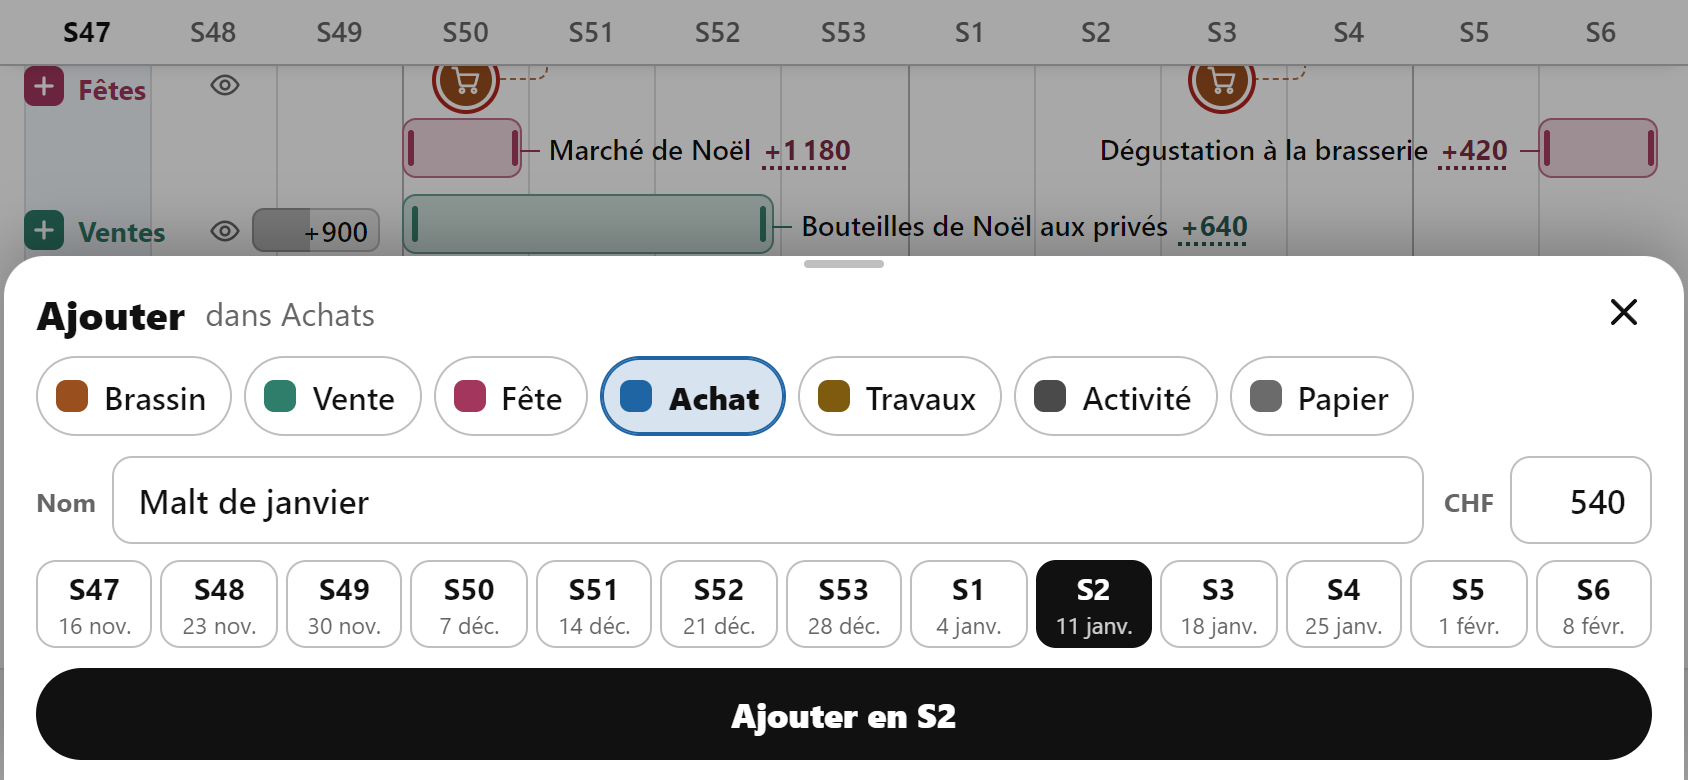 S47 S48 S49 S50 S51 S52 S53 S1 S2 S3 S4 S5 S6
Fêtes
Marché de Noël +1 180 Dégustation à la brasserie +420
Ventes +900 Bouteilles de Noël aux privés +640
Ajouter dans Achats
Brassin Vente Fête Achat Travaux Activité Papier
Nom Malt de janvier CHF 540
S47 S48 S49 S50 S51 S52 S53 S1 S2 S3 S4 S5 S6
16 nov. 23 nov. 30 nov. 7 déc. 14 déc. 21 déc. 28 déc. 4 janv. 11 janv. 18 janv. 25 janv. 1 févr. 8 févr.
Ajouter en S2